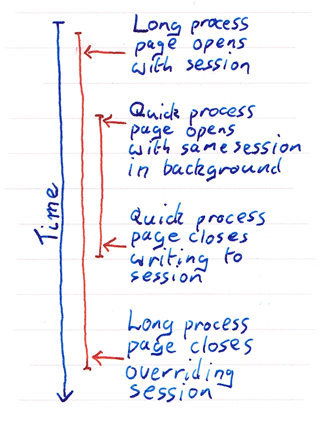 Long process
page opens
with session
Quick process
page opens
with same session
in background
Time
Quick process
page closes
writing to
session
Long process
page closes
overriding
session